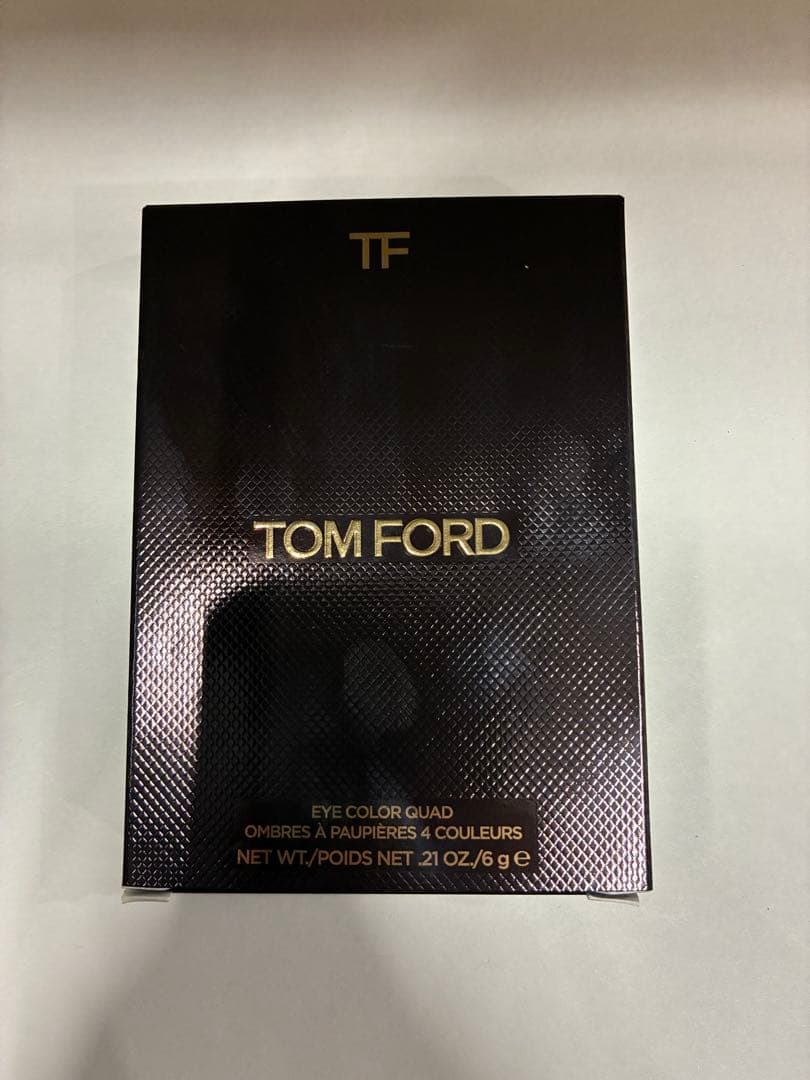 TF
TOM FORD
EYE COLOR QUAD
OMBRES À PAUPIÈRES 4 COULEURS
NET WT./POIDS NET .21 OZ./6 g ℮